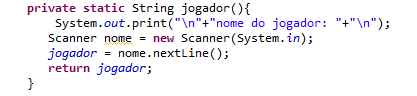 private static String jogador(){
System.out.print("\n"+"nome do jogador: "+"\n");
Scanner nome = new Scanner(System.in);
jogador = nome.nextLine();
return jogador;
}